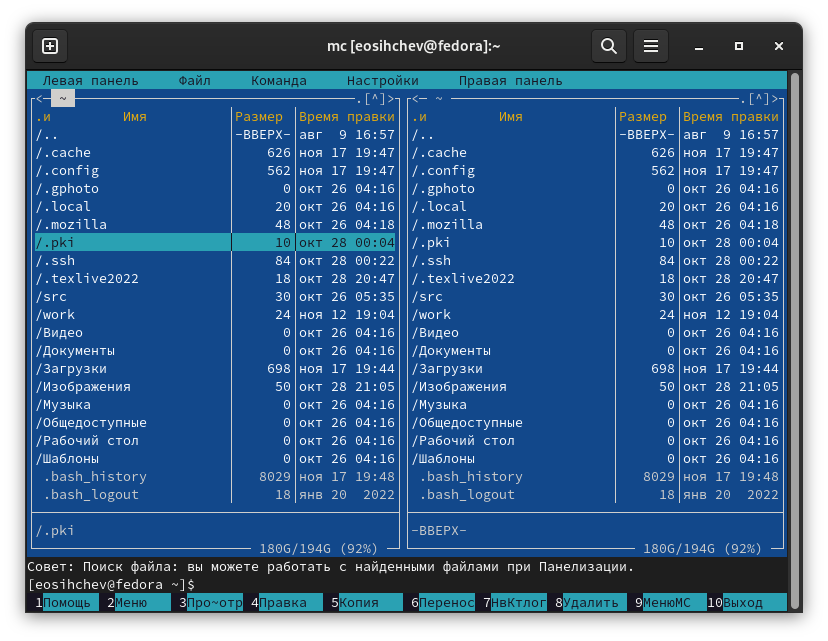 mc [eosihchev@fedora]:~
Левая панель Файл Команда Настройки Правая панель
<─ ~ .[^]> <─ ~ .[^]>
.и Имя Размер Время правки .и Имя Размер Время правки
/.. -ВВЕРХ- авг 9 16:57 /.. -ВВЕРХ- авг 9 16:57
/.cache 626 ноя 17 19:47 /.cache 626 ноя 17 19:47
/.config 562 ноя 17 19:47 /.config 562 ноя 17 19:47
/.gphoto 0 окт 26 04:16 /.gphoto 0 окт 26 04:16
/.local 20 окт 26 04:16 /.local 20 окт 26 04:16
/.mozilla 48 окт 26 04:18 /.mozilla 48 окт 26 04:18
/.pki 10 окт 28 00:04 /.pki 10 окт 28 00:04
/.ssh 84 окт 28 00:22 /.ssh 84 окт 28 00:22
/.texlive2022 18 окт 28 20:47 /.texlive2022 18 окт 28 20:47
/src 30 окт 26 05:35 /src 30 окт 26 05:35
/work 24 ноя 12 19:04 /work 24 ноя 12 19:04
/Видео 0 окт 26 04:16 /Видео 0 окт 26 04:16
/Документы 0 окт 26 04:16 /Документы 0 окт 26 04:16
/Загрузки 698 ноя 17 19:44 /Загрузки 698 ноя 17 19:44
/Изображения 50 окт 28 21:05 /Изображения 50 окт 28 21:05
/Музыка 0 окт 26 04:16 /Музыка 0 окт 26 04:16
/Общедоступные 0 окт 26 04:16 /Общедоступные 0 окт 26 04:16
/Рабочий стол 0 окт 26 04:16 /Рабочий стол 0 окт 26 04:16
/Шаблоны 0 окт 26 04:16 /Шаблоны 0 окт 26 04:16
.bash_history 8029 ноя 17 19:48 .bash_history 8029 ноя 17 19:48
.bash_logout 18 янв 20 2022 .bash_logout 18 янв 20 2022
/.pki -ВВЕРХ-
180G/194G (92%) 180G/194G (92%)
Совет: Поиск файла: вы можете работать с найденными файлами при Панелизации.
[eosihchev@fedora ~]$
1Помощь 2Меню 3Про~отр 4Правка 5Копия 6Перенос 7НвКтлог 8Удалить 9МенюМС 10Выход